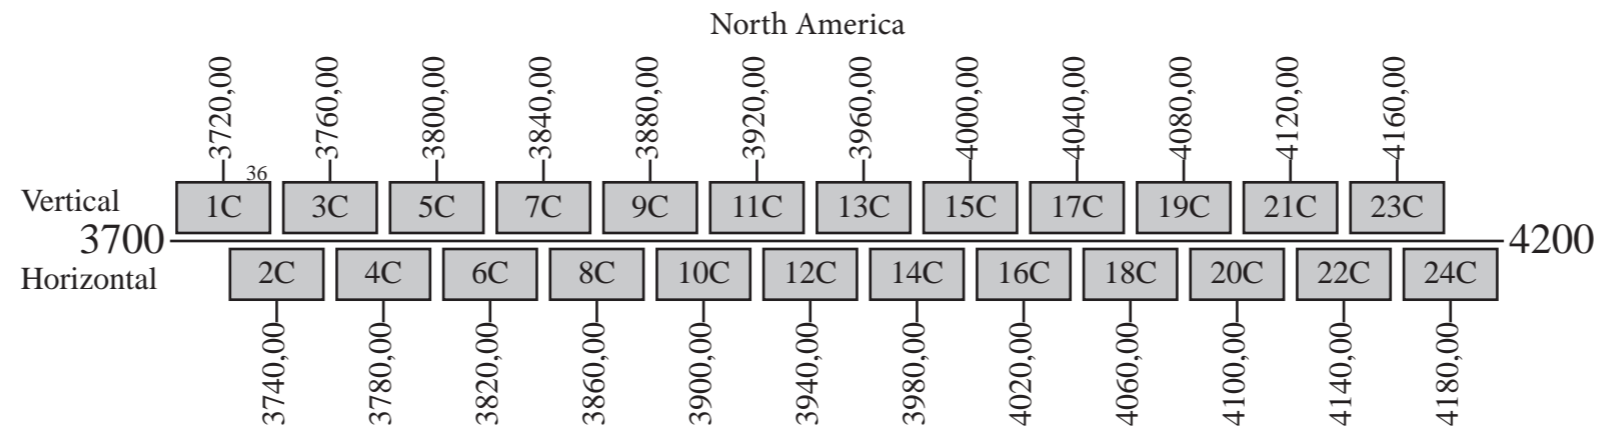 North America
3720,00 3760,00 3800,00 3840,00 3880,00 3920,00 3960,00 4000,00 4040,00 4080,00 4120,00 4160,00
36
Vertical 1C 3C 5C 7C 9C 11C 13C 15C 17C 19C 21C 23C
3700 4200
Horizontal 2C 4C 6C 8C 10C 12C 14C 16C 18C 20C 22C 24C
3740,00 3780,00 3820,00 3860,00 3900,00 3940,00 3980,00 4020,00 4060,00 4100,00 4140,00 4180,00